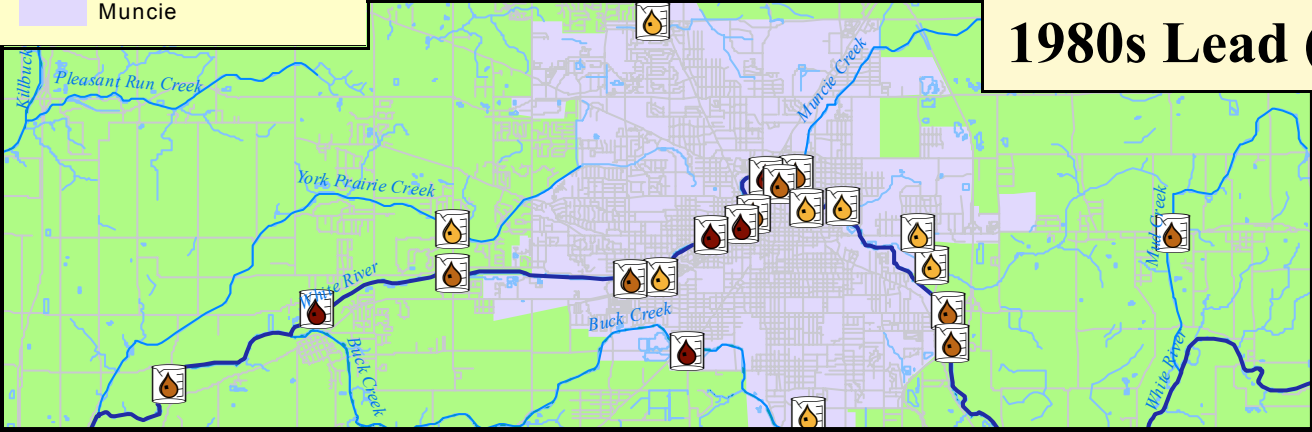 Muncie
1980s Lead (
Killbuck
Pleasant Run Creek
Muncie Creek
York Prairie Creek
Mud Creek
White River
Buck Creek
Buck Creek
White River